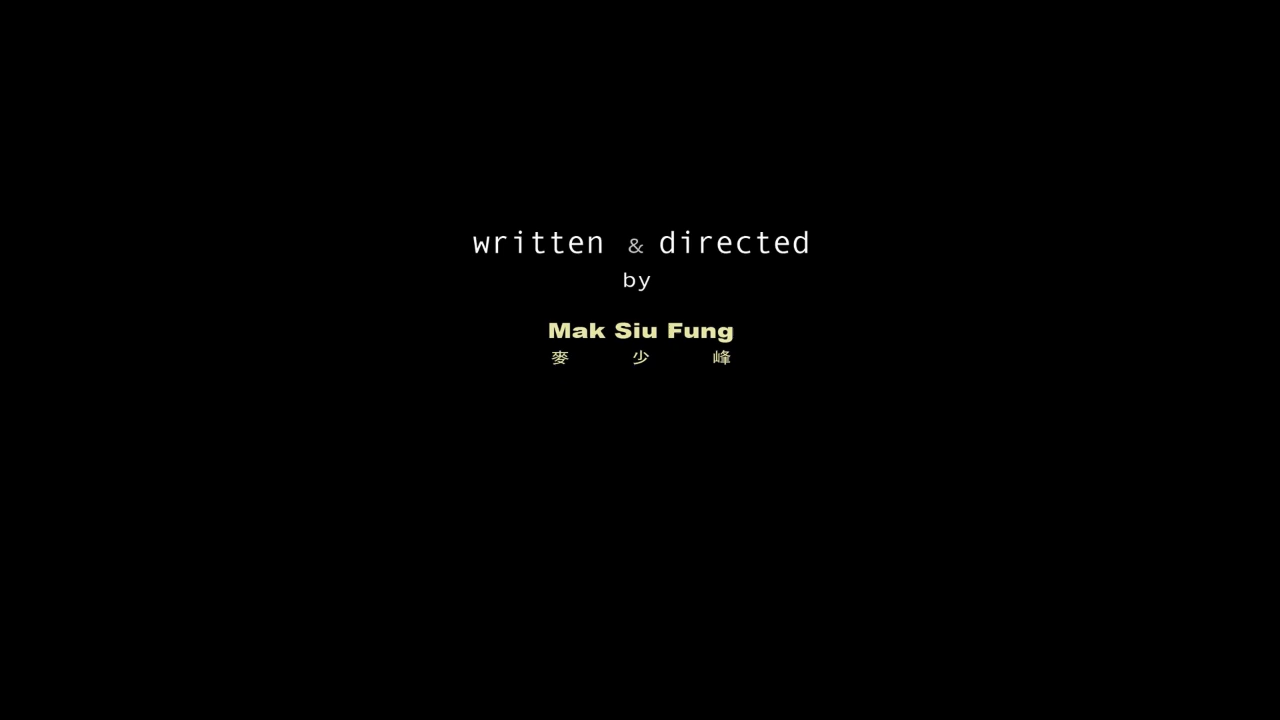 written & directed
by
Mak Siu Fung
麥 少 峰